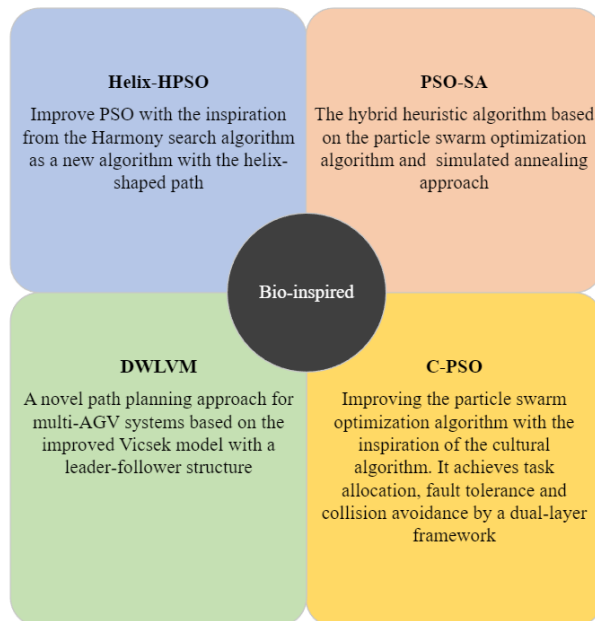 Helix-HPSO
Improve PSO with the inspiration
from the Harmony search algorithm
as a new algorithm with the helix-
shaped path
PSO-SA
The hybrid heuristic algorithm based
on the particle swarm optimization
algorithm and simulated annealing
approach
Bio-inspired
DWLVM
A novel path planning approach for
multi-AGV systems based on the
improved Vicsek model with a
leader-follower structure
C-PSO
Improving the particle swarm
optimization algorithm with the
inspiration of the cultural
algorithm. It achieves task
allocation, fault tolerance and
collision avoidance by a dual-layer
framework